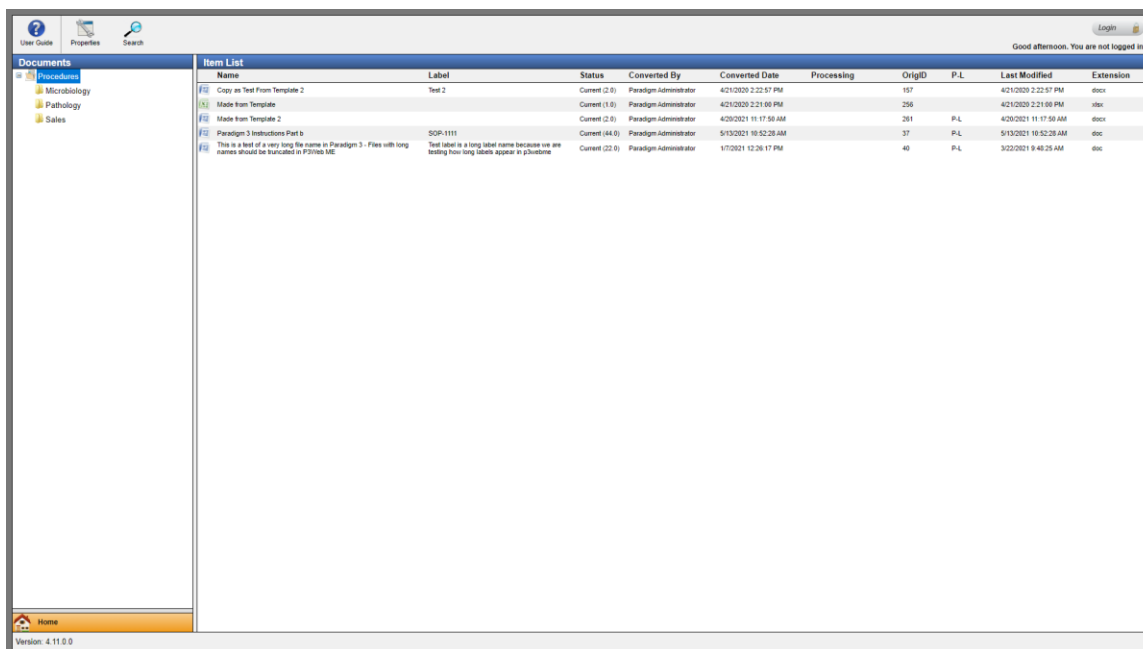 User Guide Properties Search
Login
Good afternoon. You are not logged in
Documents
Procedures
Microbiology
Pathology
Sales
Item List
Name Label Status Converted By Converted Date Processing OrigID P-L Last Modified Extension
Copy as Test From Template 2 Test 2 Current (2.0) Paradigm Administrator 4/21/2020 2:22:57 PM 157 4/21/2020 2:22:57 PM docx
Made from Template Current (1.0) Paradigm Administrator 4/21/2020 2:21:00 PM 256 4/21/2020 2:21:00 PM xlsx
Made from Template 2 Current (2.0) Paradigm Administrator 4/20/2021 11:17:50 AM 261 P-L 4/20/2021 11:17:50 AM docx
Paradigm 3 Instructions Part b SOP-1111 Current (44.0) Paradigm Administrator 5/13/2021 10:52:28 AM 37 P-L 5/13/2021 10:52:28 AM doc
This is a test of a very long file name in Paradigm 3 - Files with long Test label is a long label name because we are
names should be truncated in P3Web ME testing how long labels appear in p3webme Current (22.0) Paradigm Administrator 1/7/2021 12:26:17 PM 40 P-L 3/22/2021 9:48:25 AM doc
Home
Version: 4.11.0.0